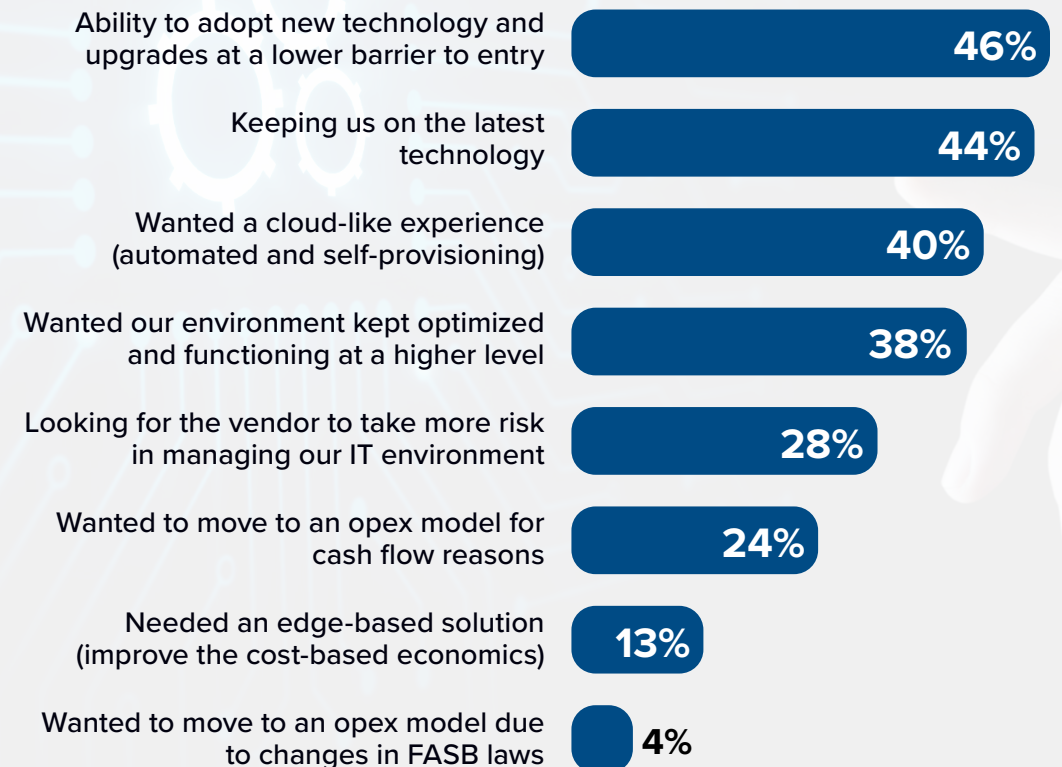 Ability to adopt new technology and
upgrades at a lower barrier to entry
46%
Keeping us on the latest
technology
44%
Wanted a cloud-like experience
(automated and self-provisioning)
40%
Wanted our environment kept optimized
and functioning at a higher level
38%
Looking for the vendor to take more risk
in managing our IT environment
28%
Wanted to move to an opex model for
cash flow reasons
24%
Needed an edge-based solution
(improve the cost-based economics)
13%
Wanted to move to an opex model due
to changes in FASB laws
4%